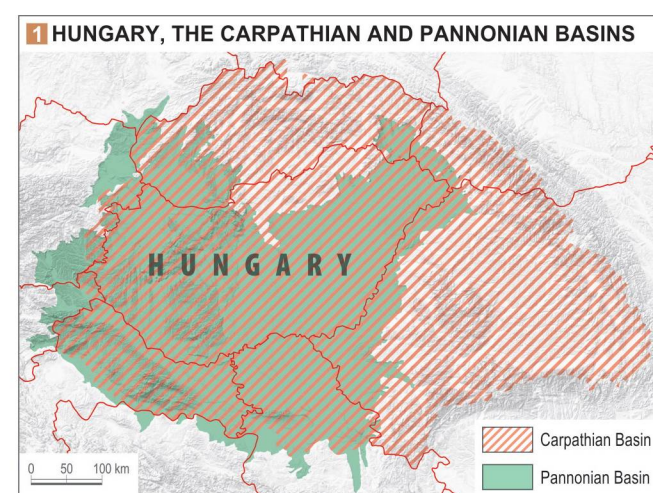 1 HUNGARY, THE CARPATHIAN AND PANNONIAN BASINS
HUNGARY
Carpathian Basin
Pannonian Basin
0 50 100 km